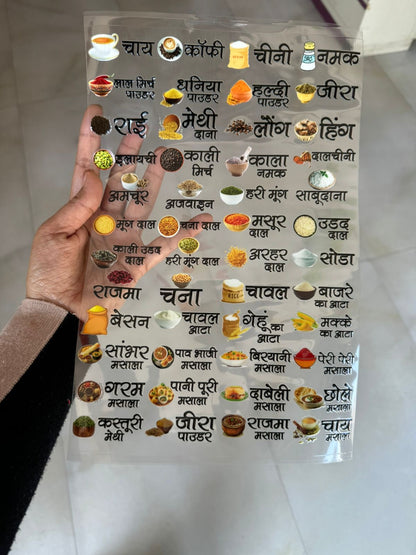 चाय कॉफी चीनी नमक
लाल मिर्च पाउडर धनिया पाउडर हल्दी पाउडर जीरा
राई मेथी दाना लौंग हिंग
इलायची काली मिर्च काला नमक दालचीनी
अमचूर अजवाइन हरी मूंग साबूदाना
मूंग दाल चना दाल मसूर दाल उडद दाल
काली उडद दाल हरी मूंग दाल अरहर दाल सोडा
राजमा चना चावल बाजरे का आटा
बेसन चावल आटा गेहूं का आटा मक्के का आटा
सांभर मसाला पाव भाजी मसाला बिरयानी मसाला पेरी पेरी मसाला
गरम मसाला पानी पूरी मसाला दाबेली मसाला छोले मसाला
कस्तूरी मेथी जीरा पाउडर राजमा मसाला चाय मसाला